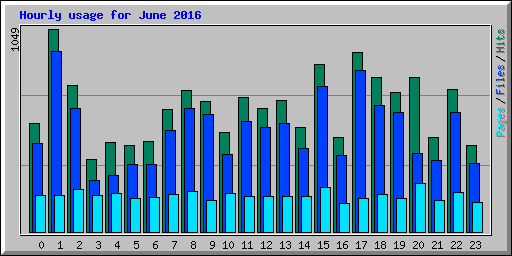 Hourly usage for June 2016
1049
Pages/Files/Hits
0 1 2 3 4 5 6 7 8 9 10 11 12 13 14 15 16 17 18 19 20 21 22 23